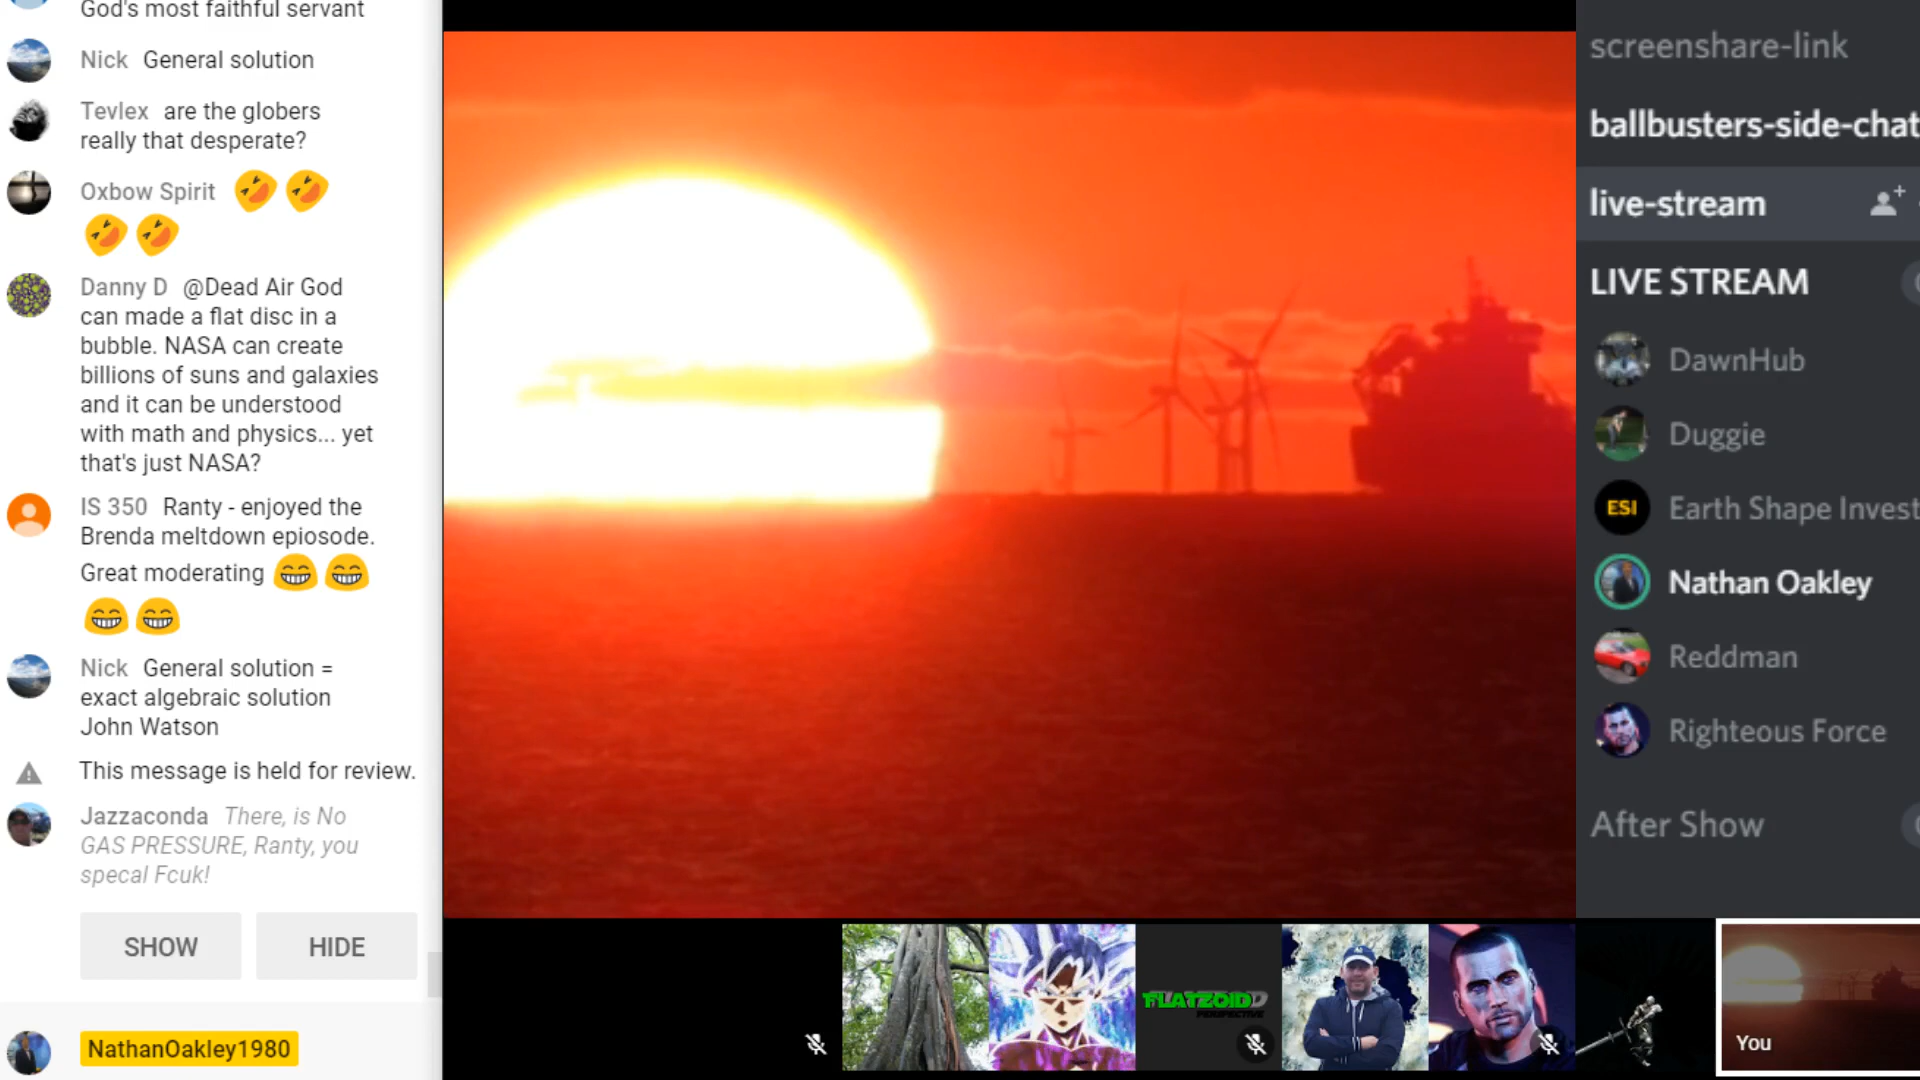 God's most faithful servant
Nick General solution
Tevlex are the globers
really that desperate?
Oxbow Spirit
Danny D @Dead Air God
can made a flat disc in a
bubble. NASA can create
billions of suns and galaxies
and it can be understood
with math and physics... yet
that's just NASA?
IS 350 Ranty - enjoyed the
Brenda meltdown epiosode.
Great moderating
Nick General solution =
exact algebraic solution
John Watson
This message is held for review.
Jazzaconda There, is No
GAS PRESSURE, Ranty, you
specal Fcuk!
SHOW HIDE
NathanOakley1980
FLATZOID
PERSPECTIVE
You
screenshare-link
ballbusters-side-chat
live-stream
LIVE STREAM
DawnHub
Duggie
ESI Earth Shape Invest
Nathan Oakley
Reddman
Righteous Force
After Show